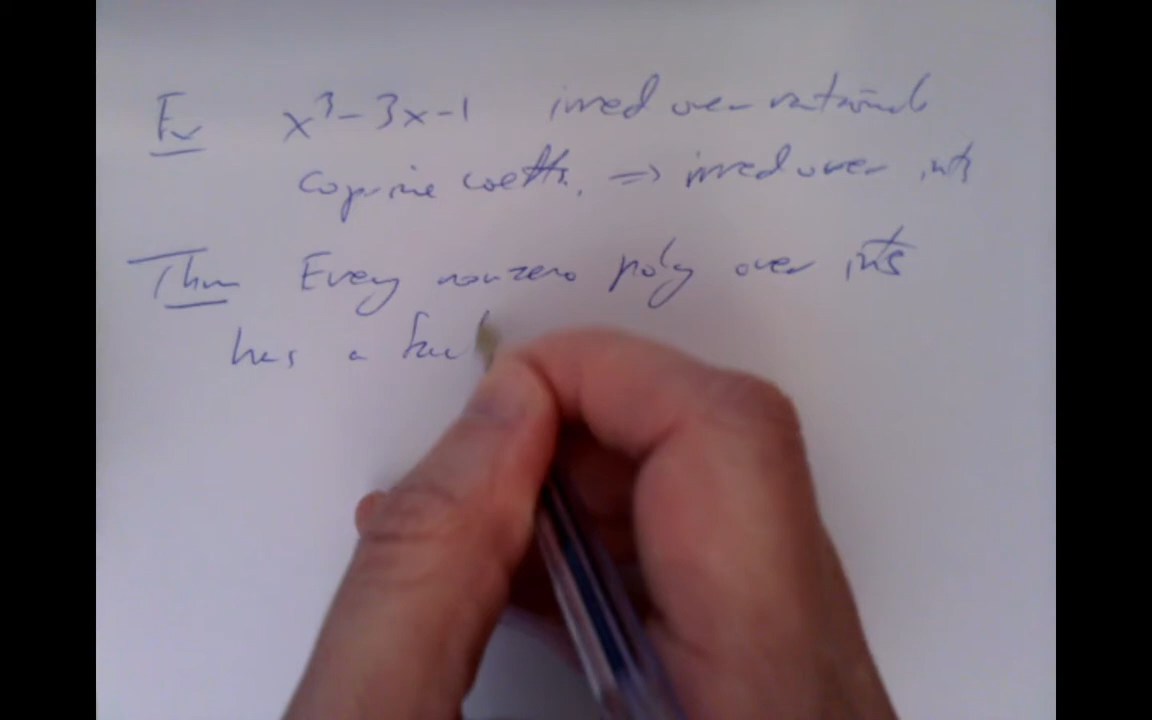 Ex x³-3x-1 irred over rationals
coprime coeffs. => irred over ints
Thm Every nonzero poly over ints
has a fac